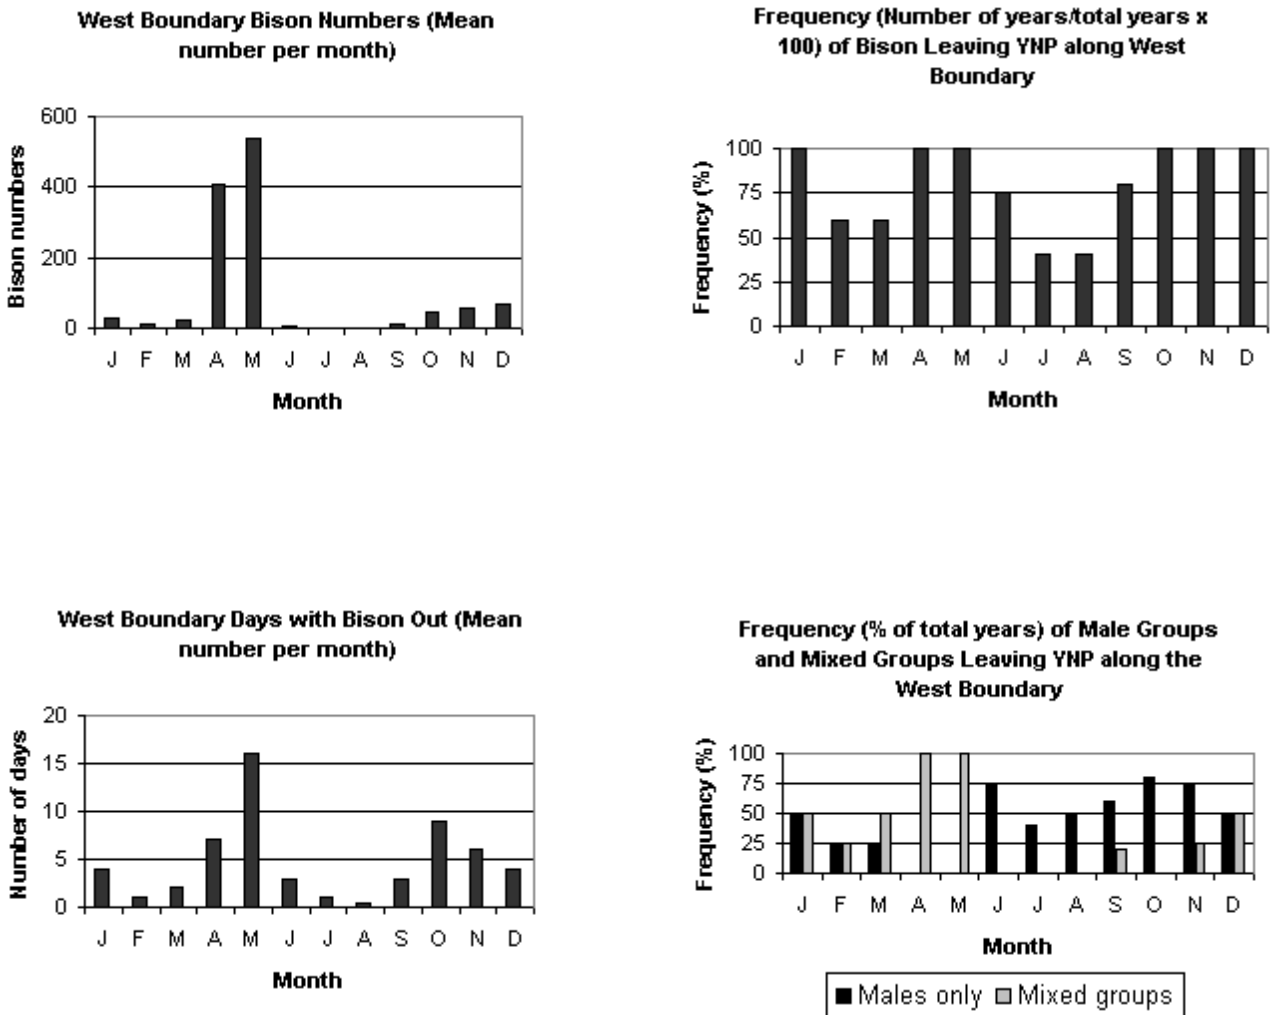 West Boundary Bison Numbers (Mean
number per month)
600
400
200
0
Bison numbers
J F M A M J J A S O N D
Month
Frequency (Number of years/total years x
100) of Bison Leaving YNP along West
Boundary
100
75
50
25
0
Frequency (%)
J F M A M J J A S O N D
Month
West Boundary Days with Bison Out (Mean
number per month)
20
15
10
5
0
Number of days
J F M A M J J A S O N D
Month
Frequency (% of total years) of Male Groups
and Mixed Groups Leaving YNP along the
West Boundary
100
75
50
25
0
Frequency (%)
J F M A M J J A S O N D
Month
Males only Mixed groups